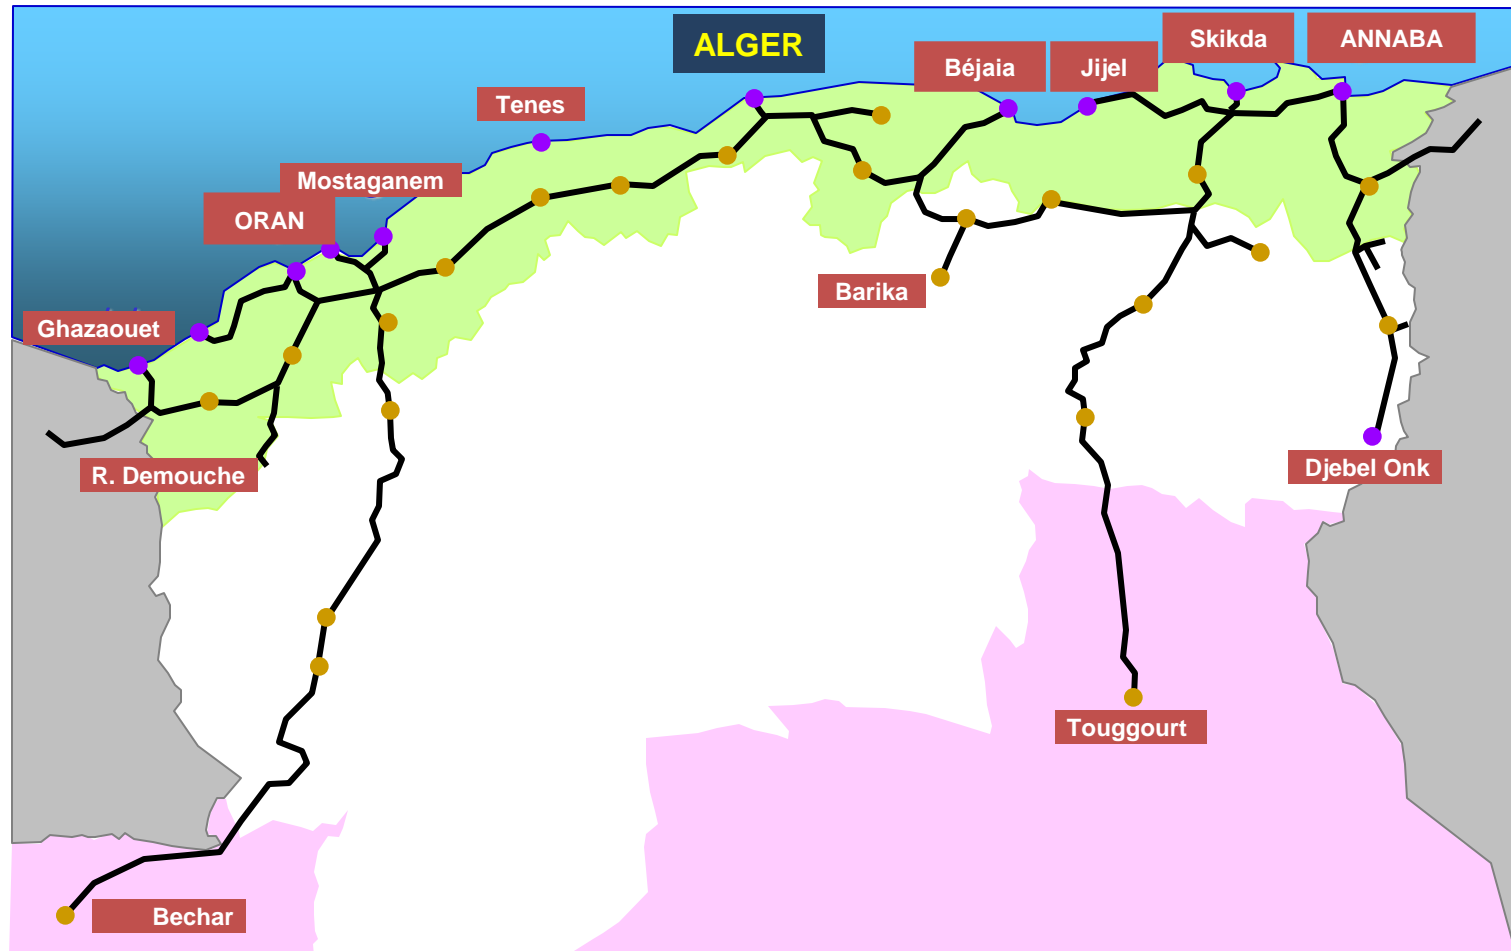 ALGER
Skikda
ANNABA
Béjaia
Jijel
Tenes
Mostaganem
ORAN
Barika
Ghazaouet
R. Demouche
Djebel Onk
Touggourt
Bechar